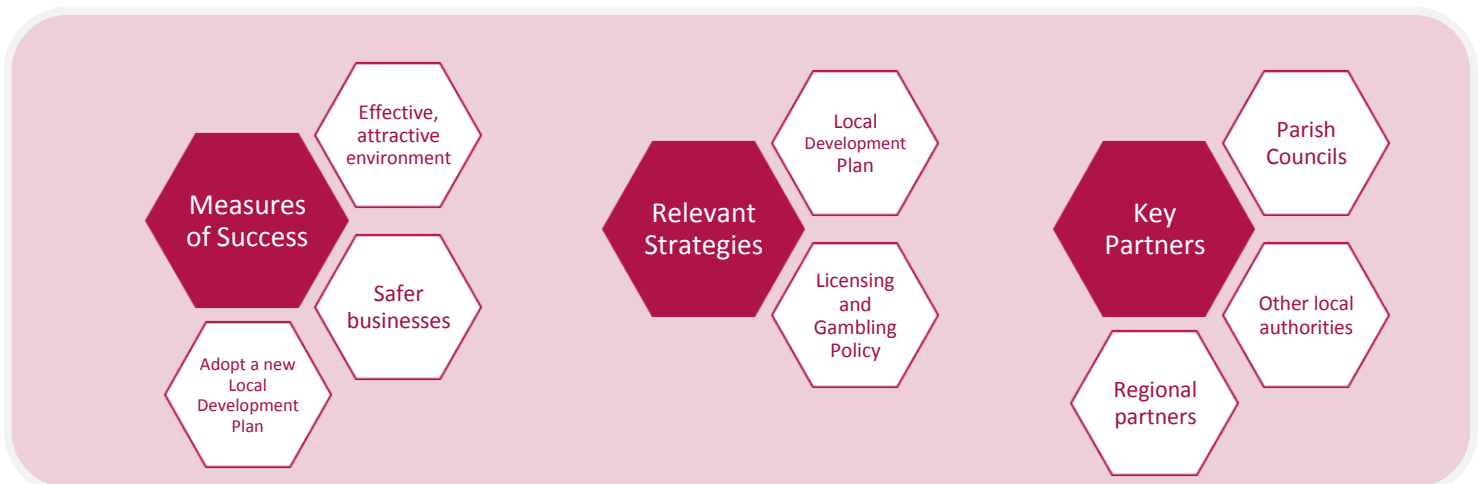 Measures
of Success
Effective,
attractive
environment
Safer
businesses
Adopt a new
Local
Development
Plan
Relevant
Strategies
Local
Development
Plan
Licensing
and
Gambling
Policy
Key
Partners
Parish
Councils
Other local
authorities
Regional
partners